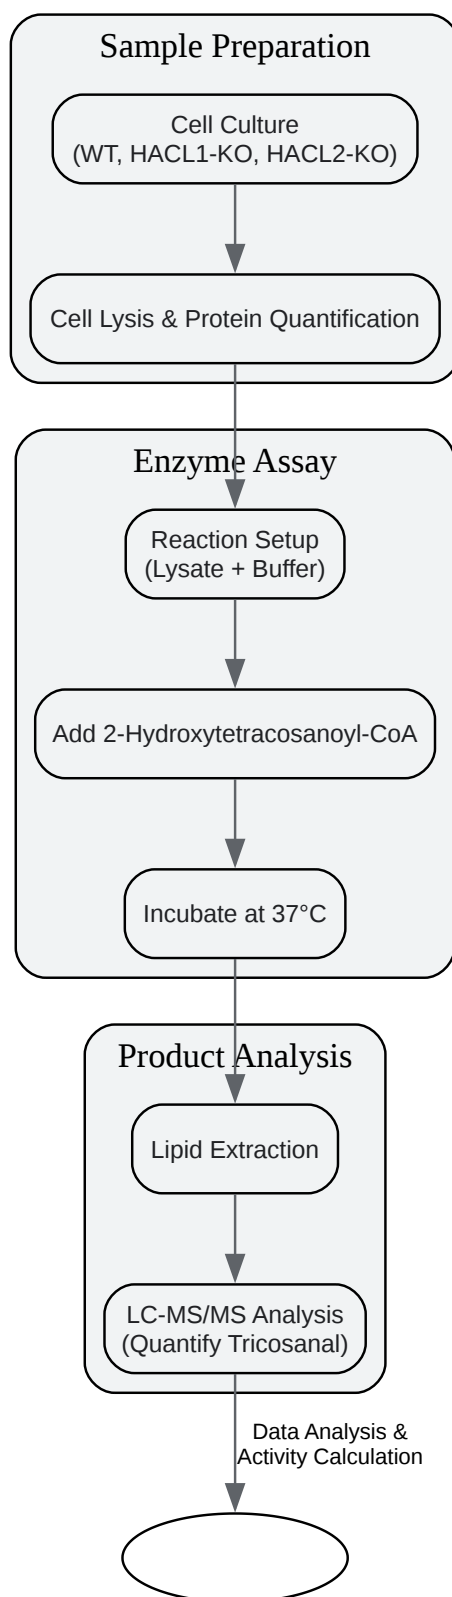 Sample Preparation
Cell Culture
(WT, HACL1-KO, HACL2-KO)
Cell Lysis & Protein Quantification
Enzyme Assay
Reaction Setup
(Lysate + Buffer)
Add 2-Hydroxytetracosanoyl-CoA
Incubate at 37°C
Product Analysis
Lipid Extraction
LC-MS/MS Analysis
(Quantify Tricosanal)
Data Analysis &
Activity Calculation